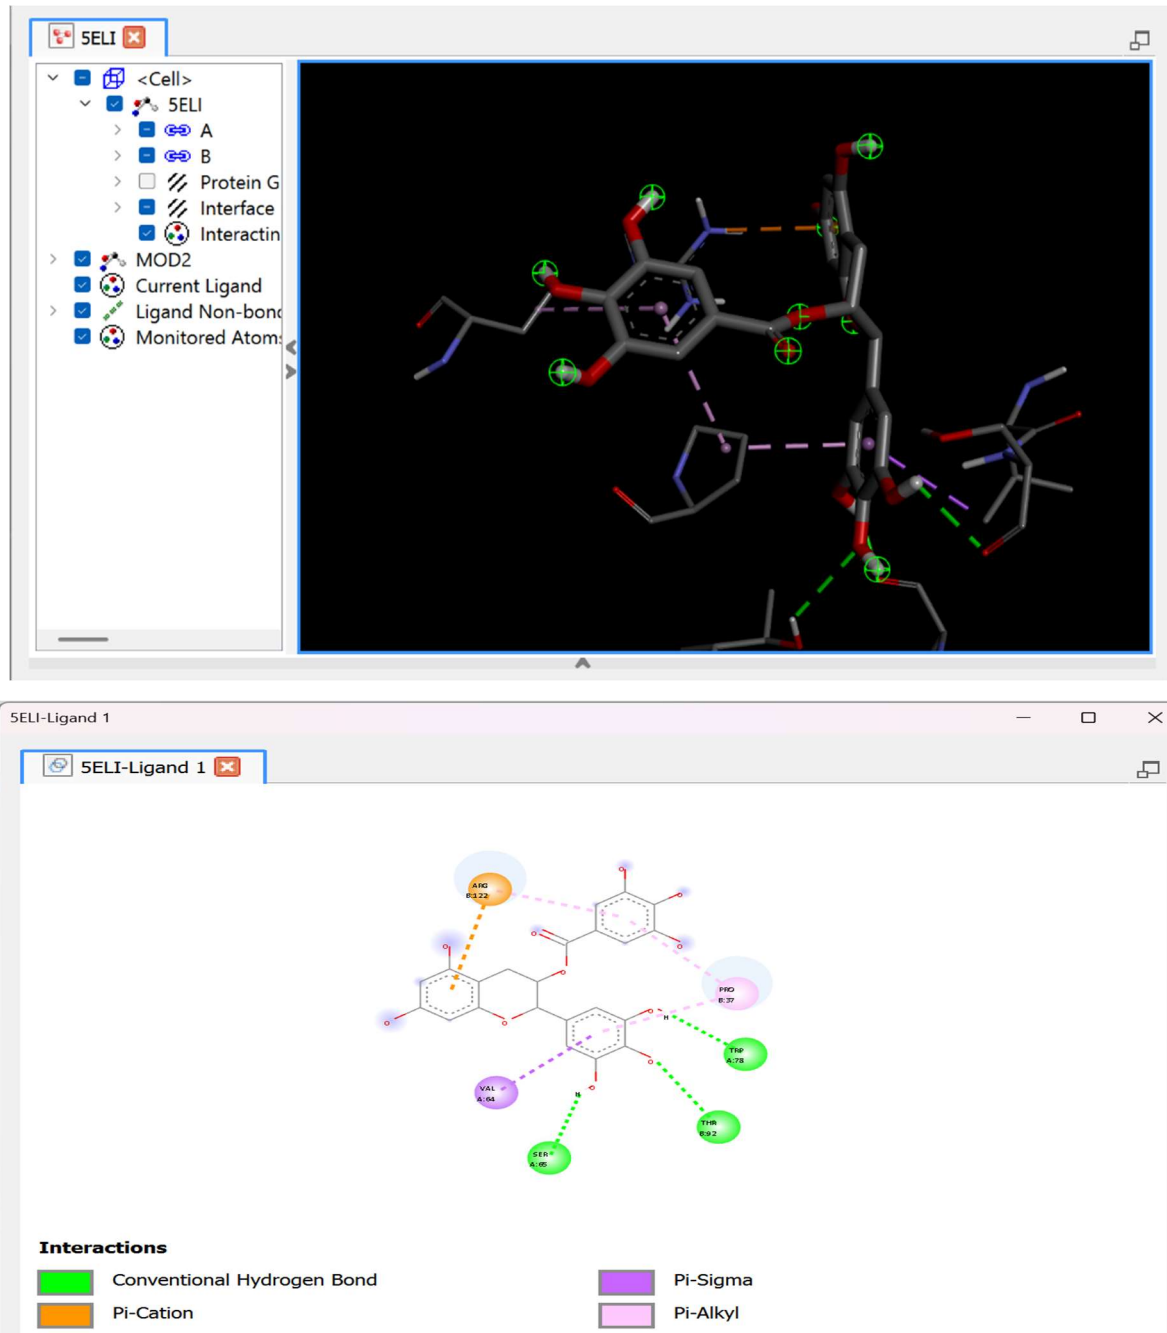 5ELI
<Cell>
5ELI
A
B
Protein G
Interface
Interactin
MOD2
Current Ligand
Ligand Non-bond
Monitored Atoms
5ELI-Ligand 1
5ELI-Ligand 1
ARG
B:122
O
O
O
O
O
O
O
O
O
O
O
H
H
O
PRO
B:37
TRP
A:78
VAL
A:64
THR
B:92
SER
A:65
Interactions
Conventional Hydrogen Bond
Pi-Sigma
Pi-Cation
Pi-Alkyl